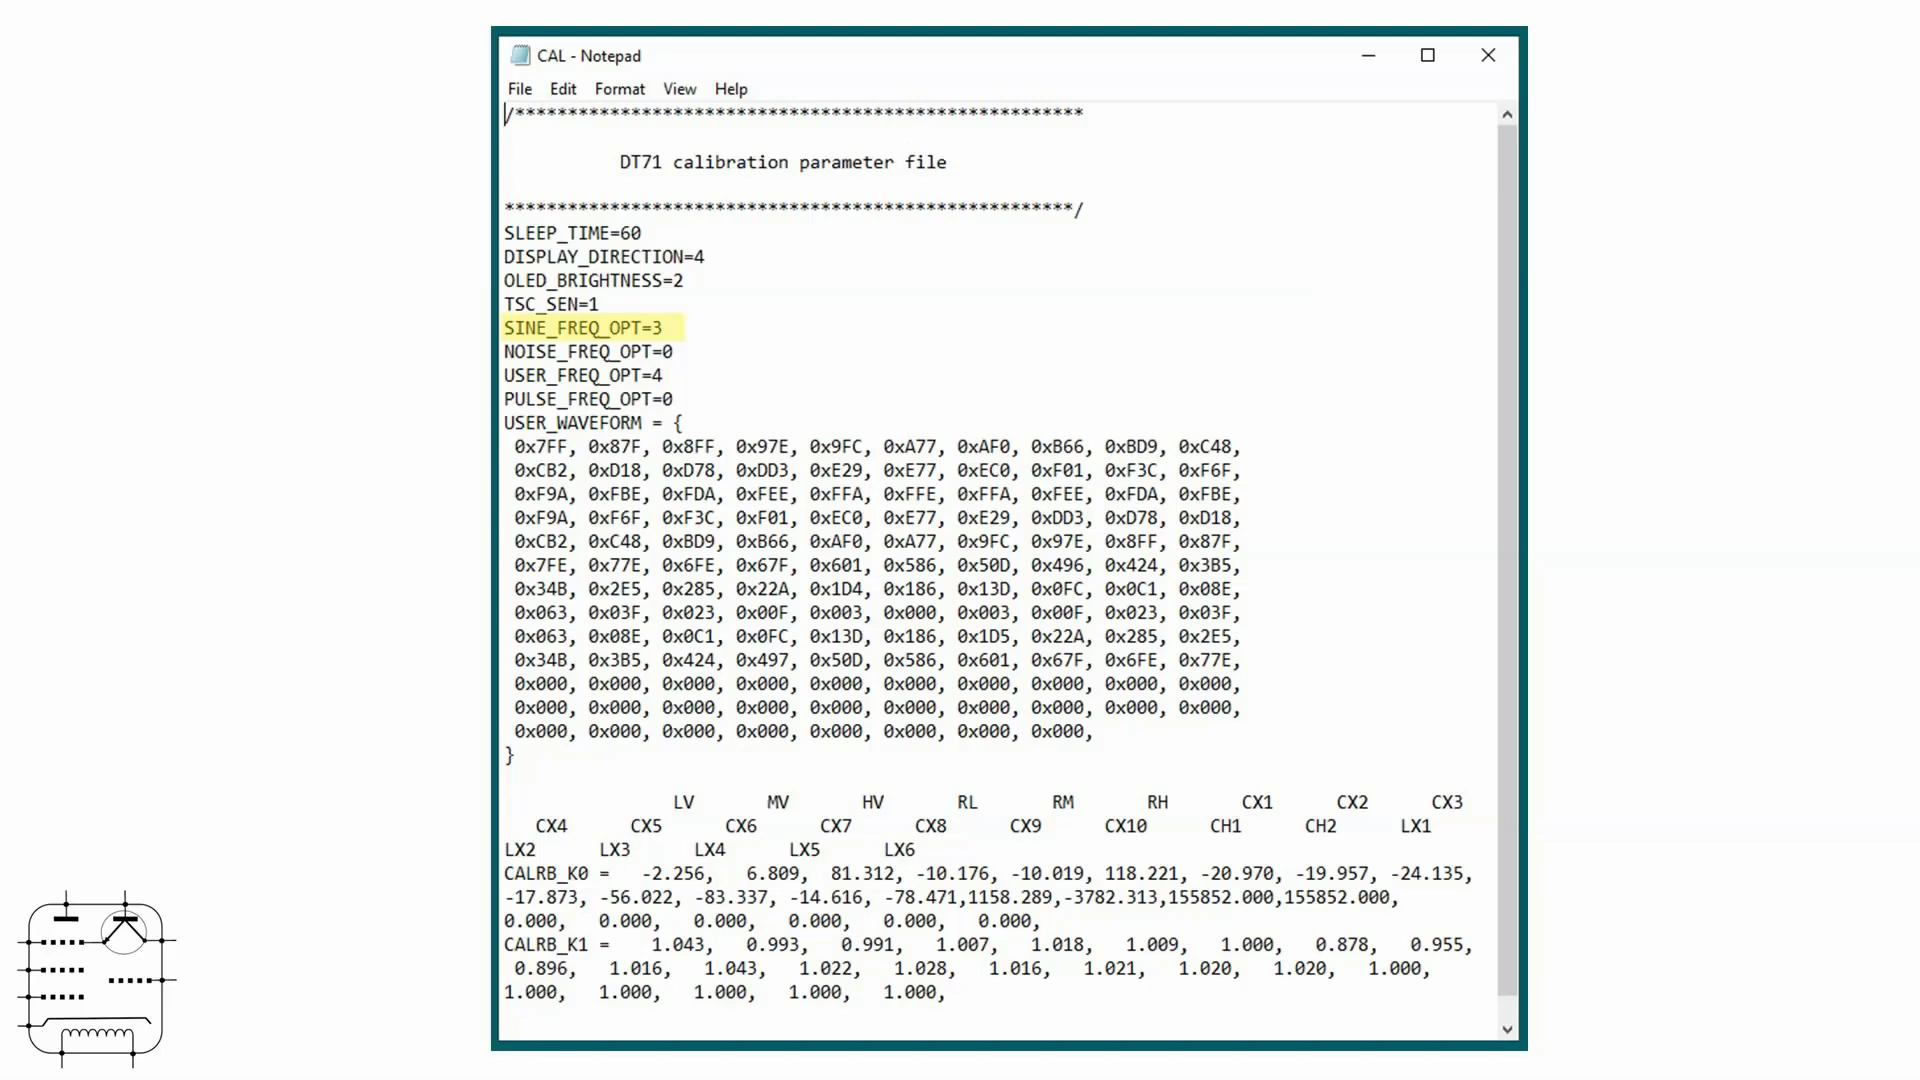 CAL - Notepad
File Edit Format View Help
/******************************************************
DT71 calibration parameter file
******************************************************/
SLEEP_TIME=60
DISPLAY_DIRECTION=4
OLED_BRIGHTNESS=2
TSC_SEN=1
SINE_FREQ_OPT=3
NOISE_FREQ_OPT=0
USER_FREQ_OPT=4
PULSE_FREQ_OPT=0
USER_WAVEFORM = {
0x7FF, 0x87F, 0x8FF, 0x97E, 0x9FC, 0xA77, 0xAF0, 0xB66, 0xBD9, 0xC48,
0xCB2, 0xD18, 0xD78, 0xDD3, 0xE29, 0xE77, 0xEC0, 0xF01, 0xF3C, 0xF6F,
0xF9A, 0xFBE, 0xFDA, 0xFEE, 0xFFA, 0xFFE, 0xFFA, 0xFEE, 0xFDA, 0xFBE,
0xF9A, 0xF6F, 0xF3C, 0xF01, 0xEC0, 0xE77, 0xE29, 0xDD3, 0xD78, 0xD18,
0xCB2, 0xC48, 0xBD9, 0xB66, 0xAF0, 0xA77, 0x9FC, 0x97E, 0x8FF, 0x87F,
0x7FE, 0x77E, 0x6FE, 0x67F, 0x601, 0x586, 0x50D, 0x496, 0x424, 0x3B5,
0x34B, 0x2E5, 0x285, 0x22A, 0x1D4, 0x186, 0x13D, 0x0FC, 0x0C1, 0x08E,
0x063, 0x03F, 0x023, 0x00F, 0x003, 0x000, 0x003, 0x00F, 0x023, 0x03F,
0x063, 0x08E, 0x0C1, 0x0FC, 0x13D, 0x186, 0x1D5, 0x22A, 0x285, 0x2E5,
0x34B, 0x3B5, 0x424, 0x497, 0x50D, 0x586, 0x601, 0x67F, 0x6FE, 0x77E,
0x000, 0x000, 0x000, 0x000, 0x000, 0x000, 0x000, 0x000, 0x000, 0x000,
0x000, 0x000, 0x000, 0x000, 0x000, 0x000, 0x000, 0x000, 0x000, 0x000,
0x000, 0x000, 0x000, 0x000, 0x000, 0x000, 0x000, 0x000,
}
LV MV HV RL RM RH CX1 CX2 CX3
CX4 CX5 CX6 CX7 CX8 CX9 CX10 CH1 CH2 LX1
LX2 LX3 LX4 LX5 LX6
CALRB_K0 = -2.256, 6.809, 81.312, -10.176, -10.019, 118.221, -20.970, -19.957, -24.135,
-17.873, -56.022, -83.337, -14.616, -78.471,1158.289,-3782.313,155852.000,155852.000,
0.000, 0.000, 0.000, 0.000, 0.000, 0.000,
CALRB_K1 = 1.043, 0.993, 0.991, 1.007, 1.018, 1.009, 1.000, 0.878, 0.955,
0.896, 1.016, 1.043, 1.022, 1.028, 1.016, 1.021, 1.020, 1.020, 1.000,
1.000, 1.000, 1.000, 1.000, 1.000,